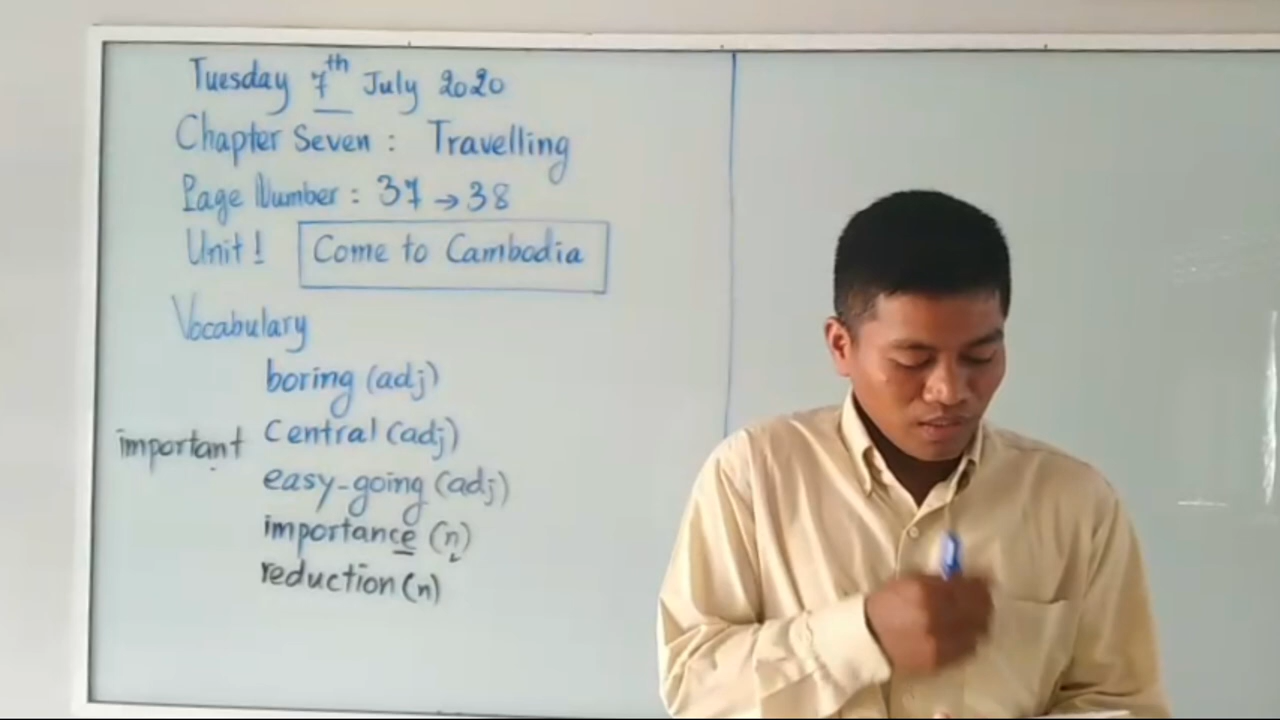 Tuesday 7th July 2020
Chapter Seven : Travelling
Page Number : 37 → 38
Unit 1 Come to Cambodia
Vocabulary
boring (adj)
important Central (adj)
easy-going (adj)
importance (n)
reduction (n)